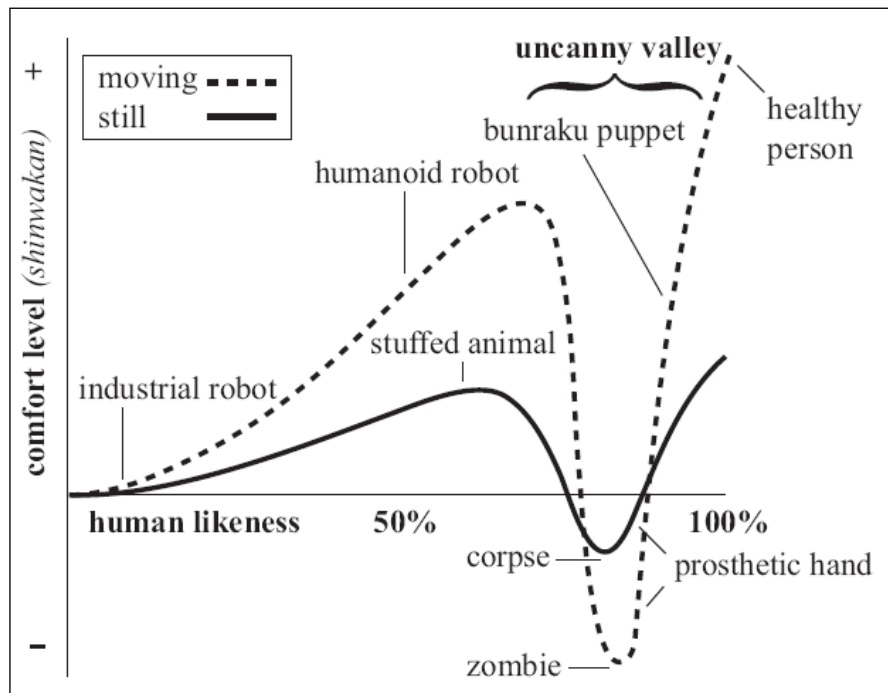 uncanny valley
+
moving
still
bunraku puppet
healthy
person
humanoid robot
comfort level (shinwakan)
stuffed animal
industrial robot
human likeness 50% 100%
corpse
prosthetic hand
zombie
−